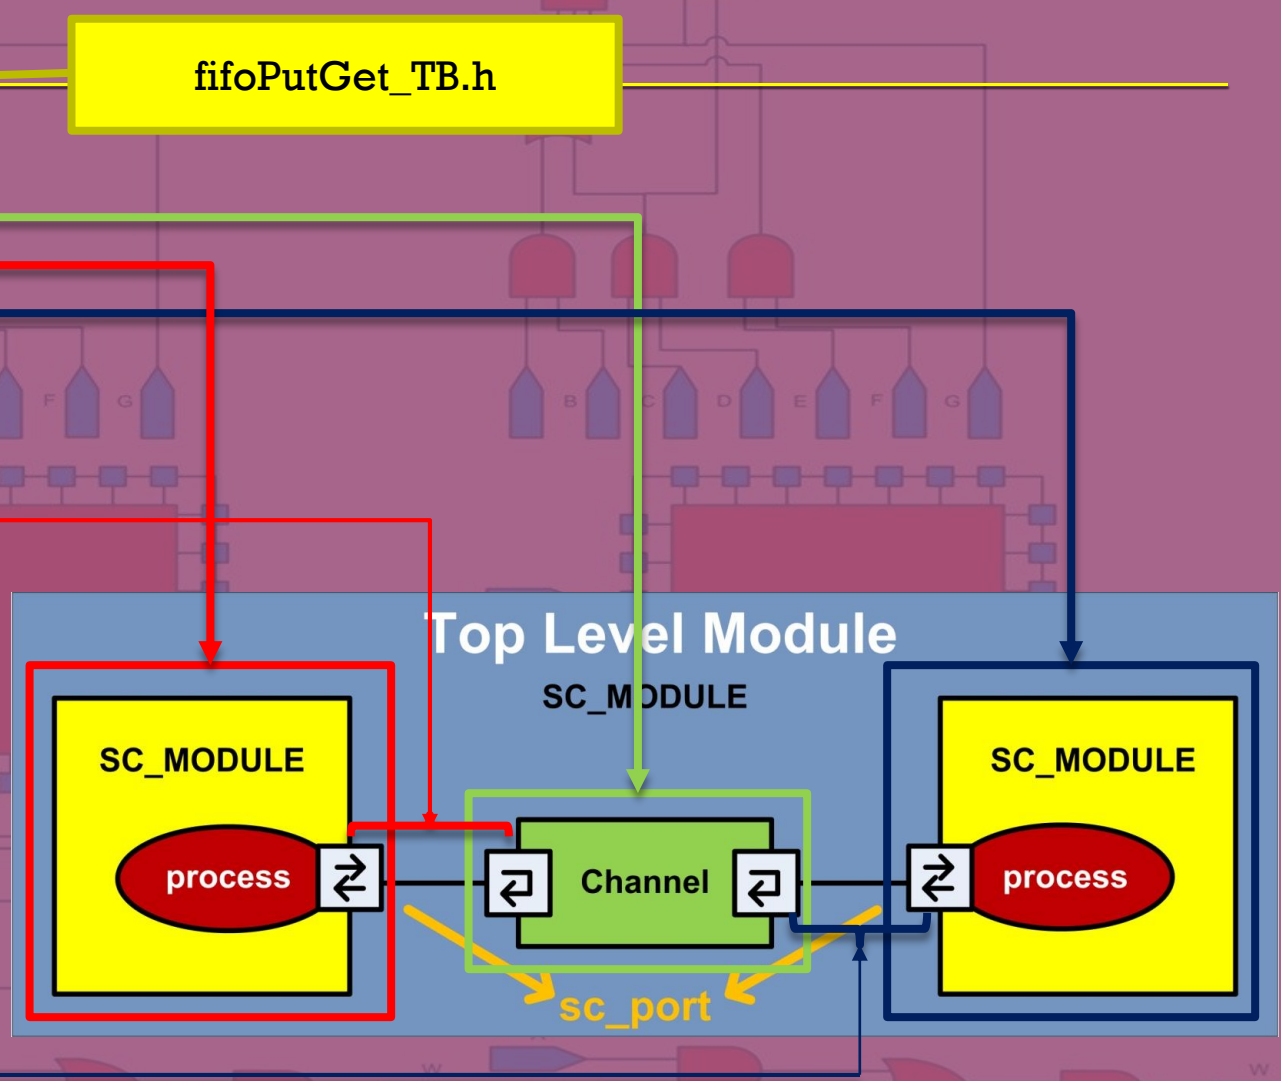 fifoPutGet_TB.h
F G B C D E F G
Top Level Module
SC_MODULE
SC_MODULE SC_MODULE
process Channel process
sc_port
W W